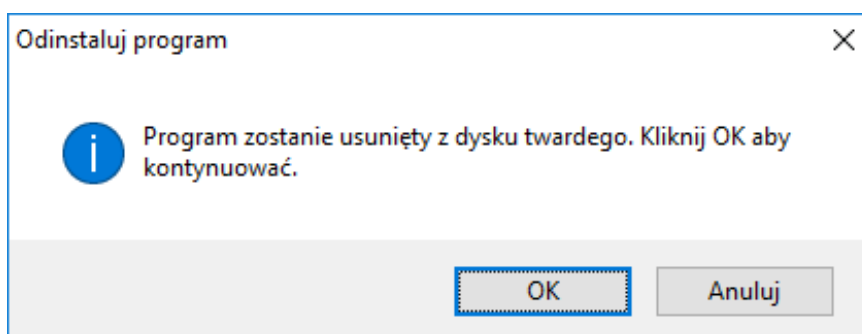 Odinstaluj program
Program zostanie usunięty z dysku twardego. Kliknij OK aby
kontynuować.
OK
Anuluj